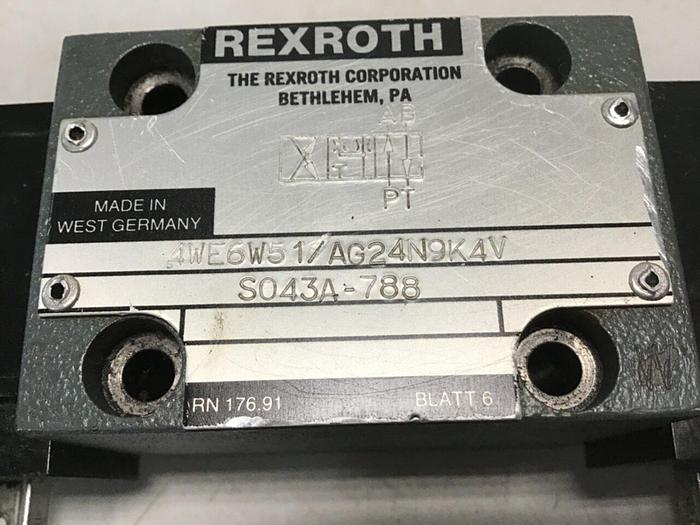 REXROTH
THE REXROTH CORPORATION
BETHLEHEM, PA
AB
PT
MADE IN
WEST GERMANY
4WE6W51/AG24N9K4V
S043A-788
RN 176.91
BLATT 6